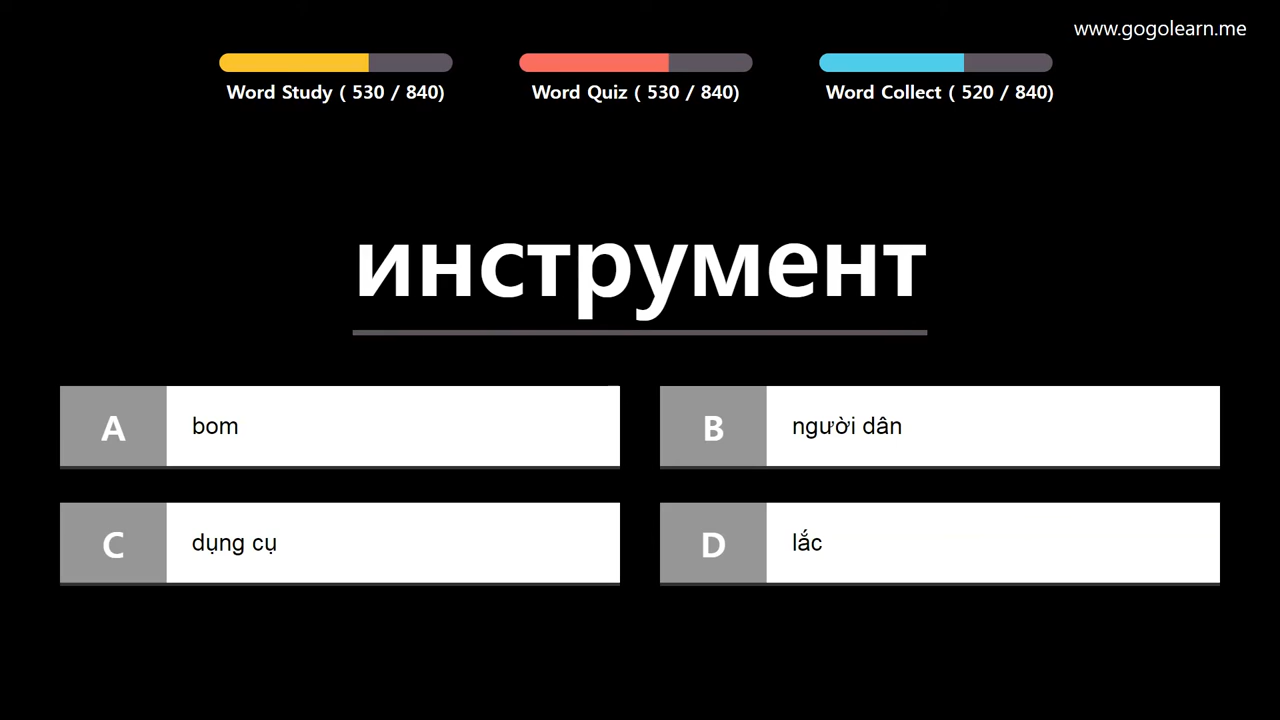 www.gogolearn.me
Word Study ( 530 / 840)
Word Quiz ( 530 / 840)
Word Collect ( 520 / 840)
инструмент
A bom
B người dân
C dụng cụ
D lắc